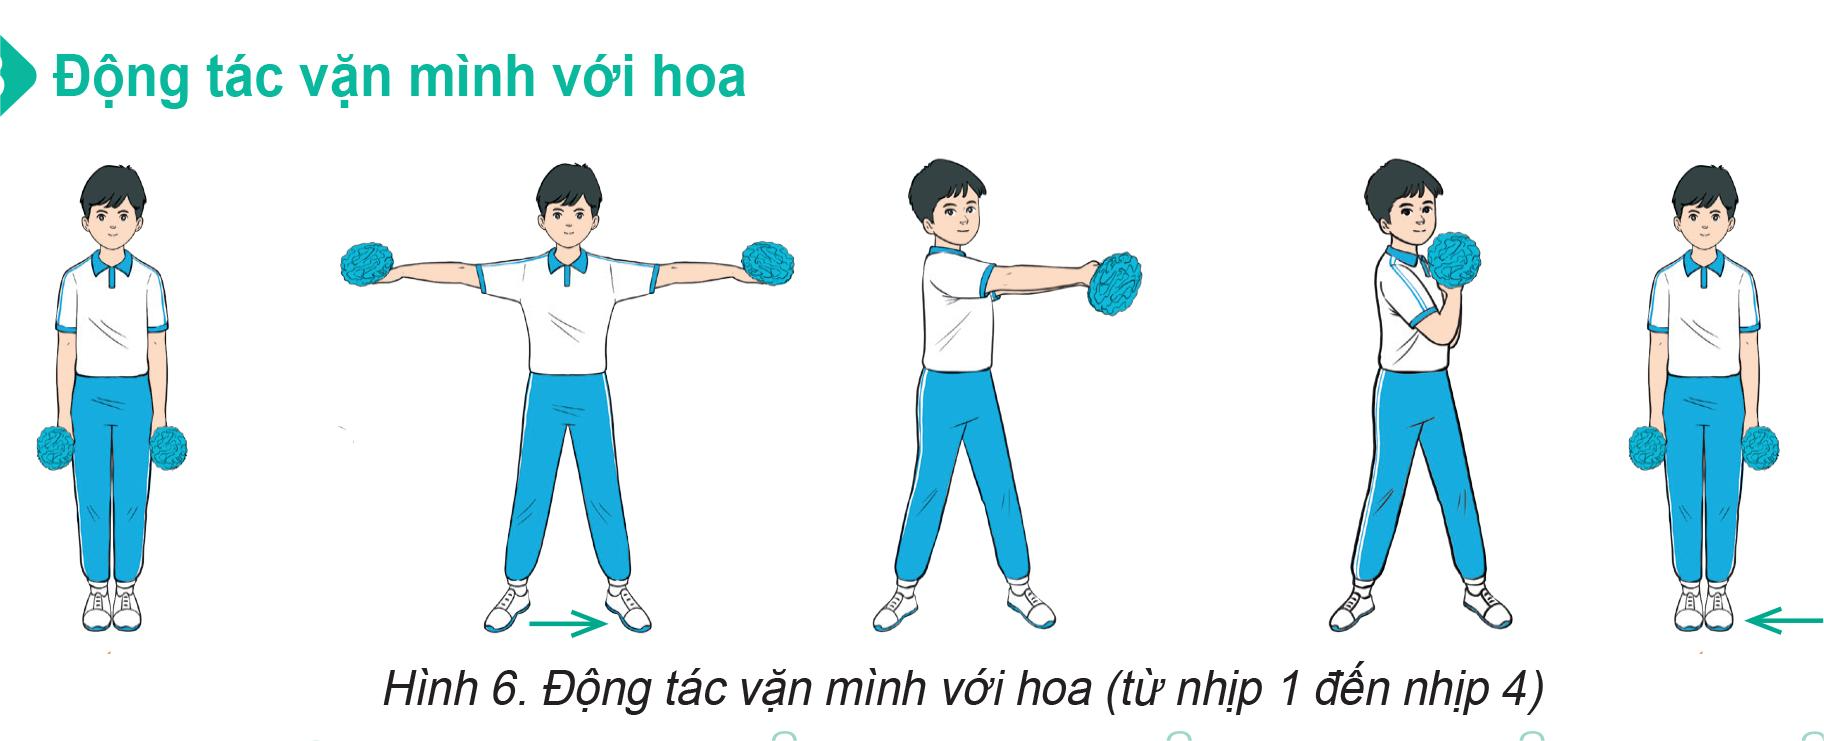 Động tác vặn mình với hoa
Hình 6. Động tác vặn mình với hoa (từ nhịp 1 đến nhịp 4)